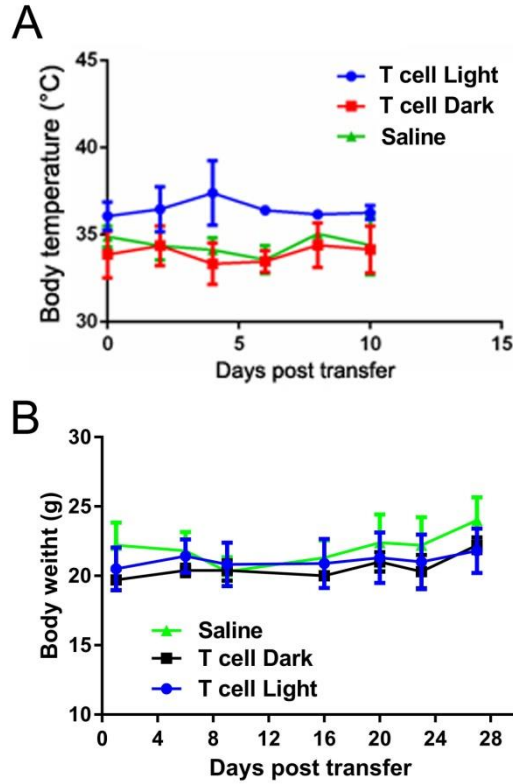 A
45
40
35
30
Body temperature (°C)
T cell Light
T cell Dark
Saline
0 5 10 15
Days post transfer
B
30
25
20
15
10
Body weitht (g)
Saline
T cell Dark
T cell Light
0 4 8 12 16 20 24 28
Days post transfer